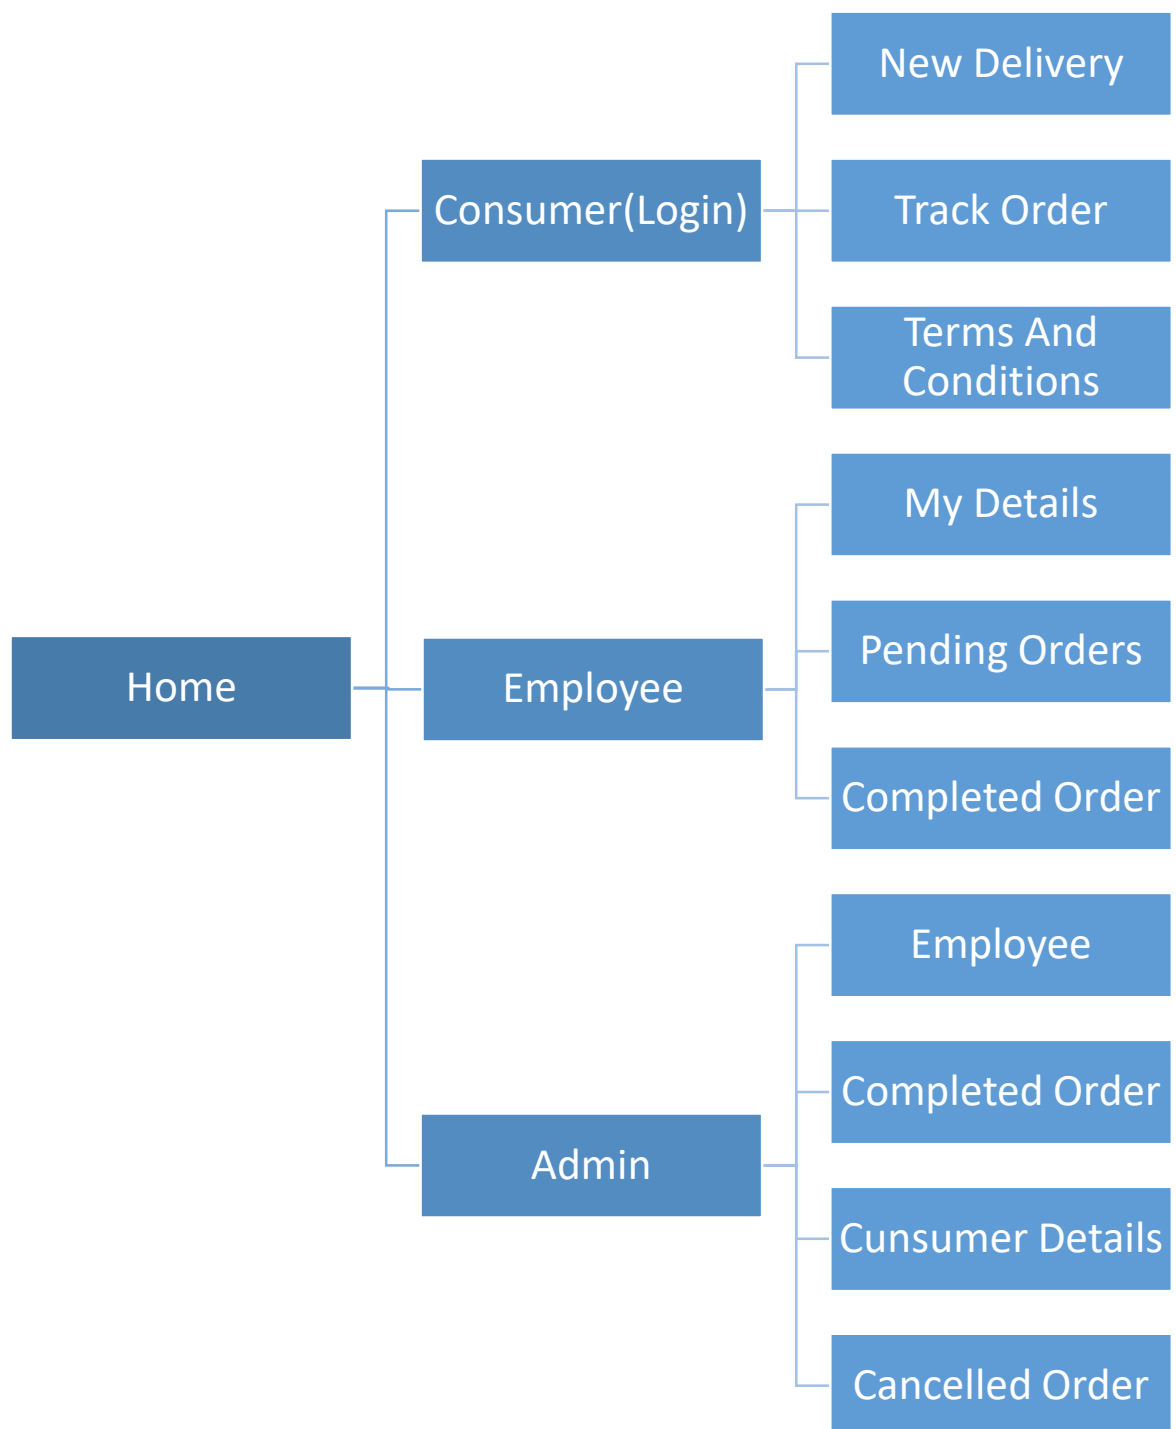 Home
Consumer(Login)
New Delivery
Track Order
Terms And
Conditions
Employee
My Details
Pending Orders
Completed Order
Admin
Employee
Completed Order
Cunsumer Details
Cancelled Order